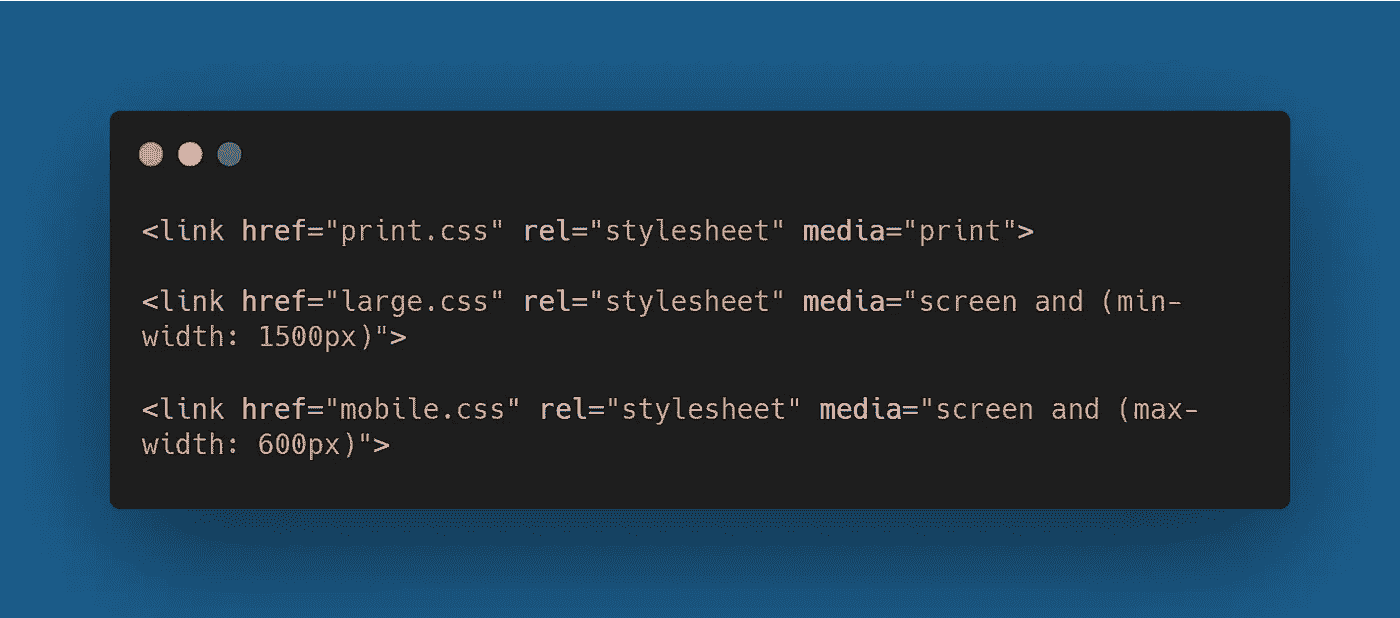 <link href="print.css" rel="stylesheet" media="print">
<link href="large.css" rel="stylesheet" media="screen and (min-
width: 1500px)">
<link href="mobile.css" rel="stylesheet" media="screen and (max-
width: 600px)">